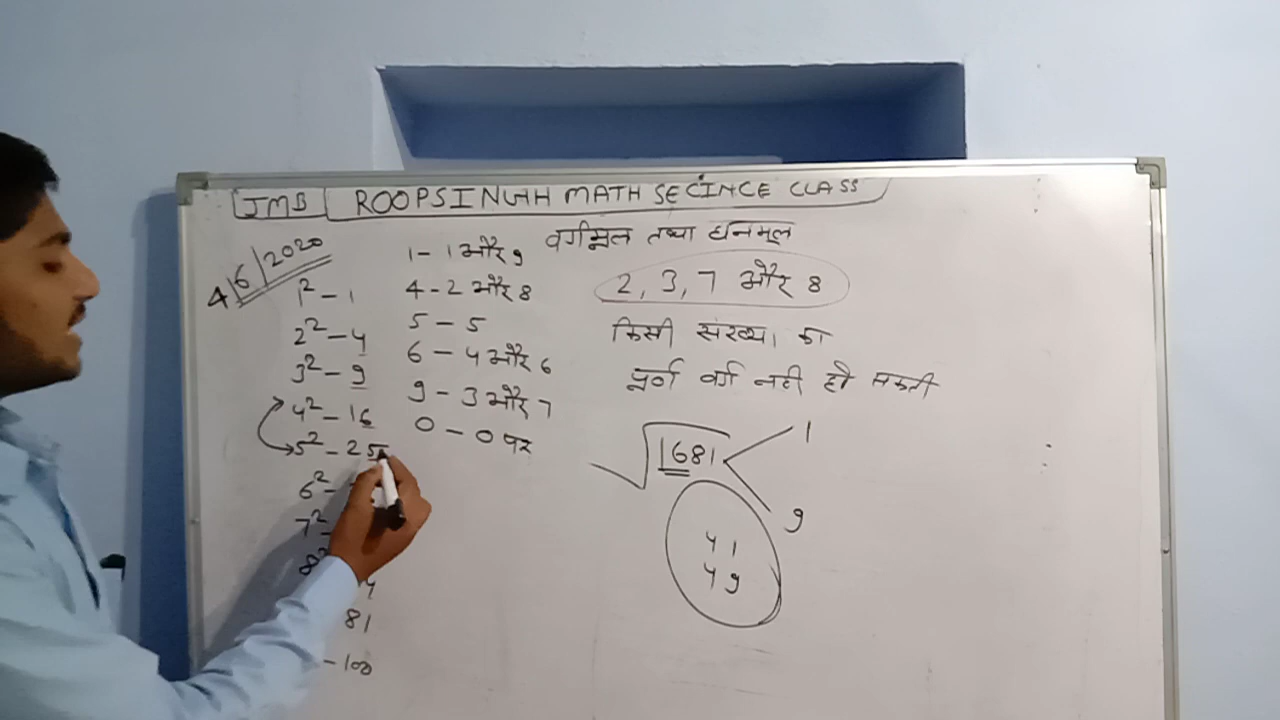 JMS ROOPSINGH MATH SECINCE CLASS
4/6/2020
वर्गमूल तथा घनमूल
1² - 1
2² - 4
3² - 9
4² - 16
5² - 25
6² -
7² -
8²
81
- 100
1 - 1 और 9
4 - 2 और 8
5 - 5
6 - 4 और 6
9 - 3 और 7
0 - 0 पर
2, 3, 7 और 8
किसी संख्या का
पूर्ण वर्ग नही हो सकती
√1681
1
9
41
49